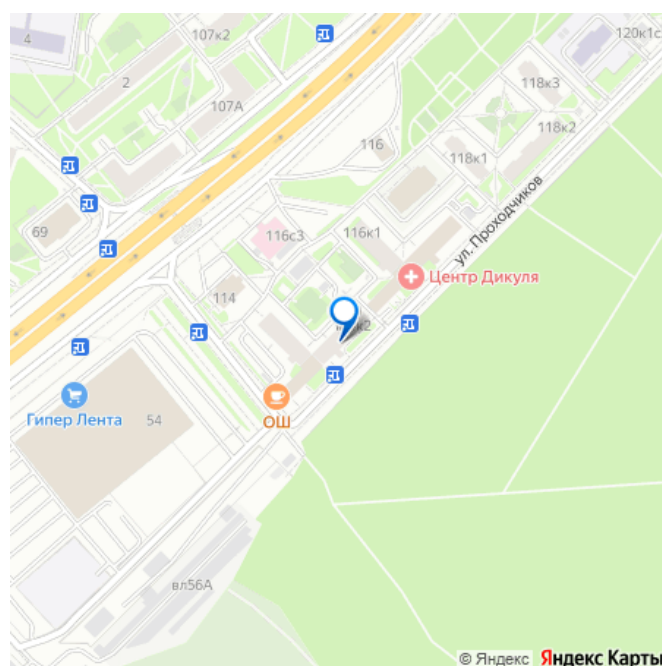 4
107к2
120к1с
2
118к3
107А
118к2
116
118к1
69
116с3
116к1
ул. Проходчиков
Центр Дикуля
114
Гипер Лента
54
ОШ
вл56А
© Яндекс Яндекс Карты